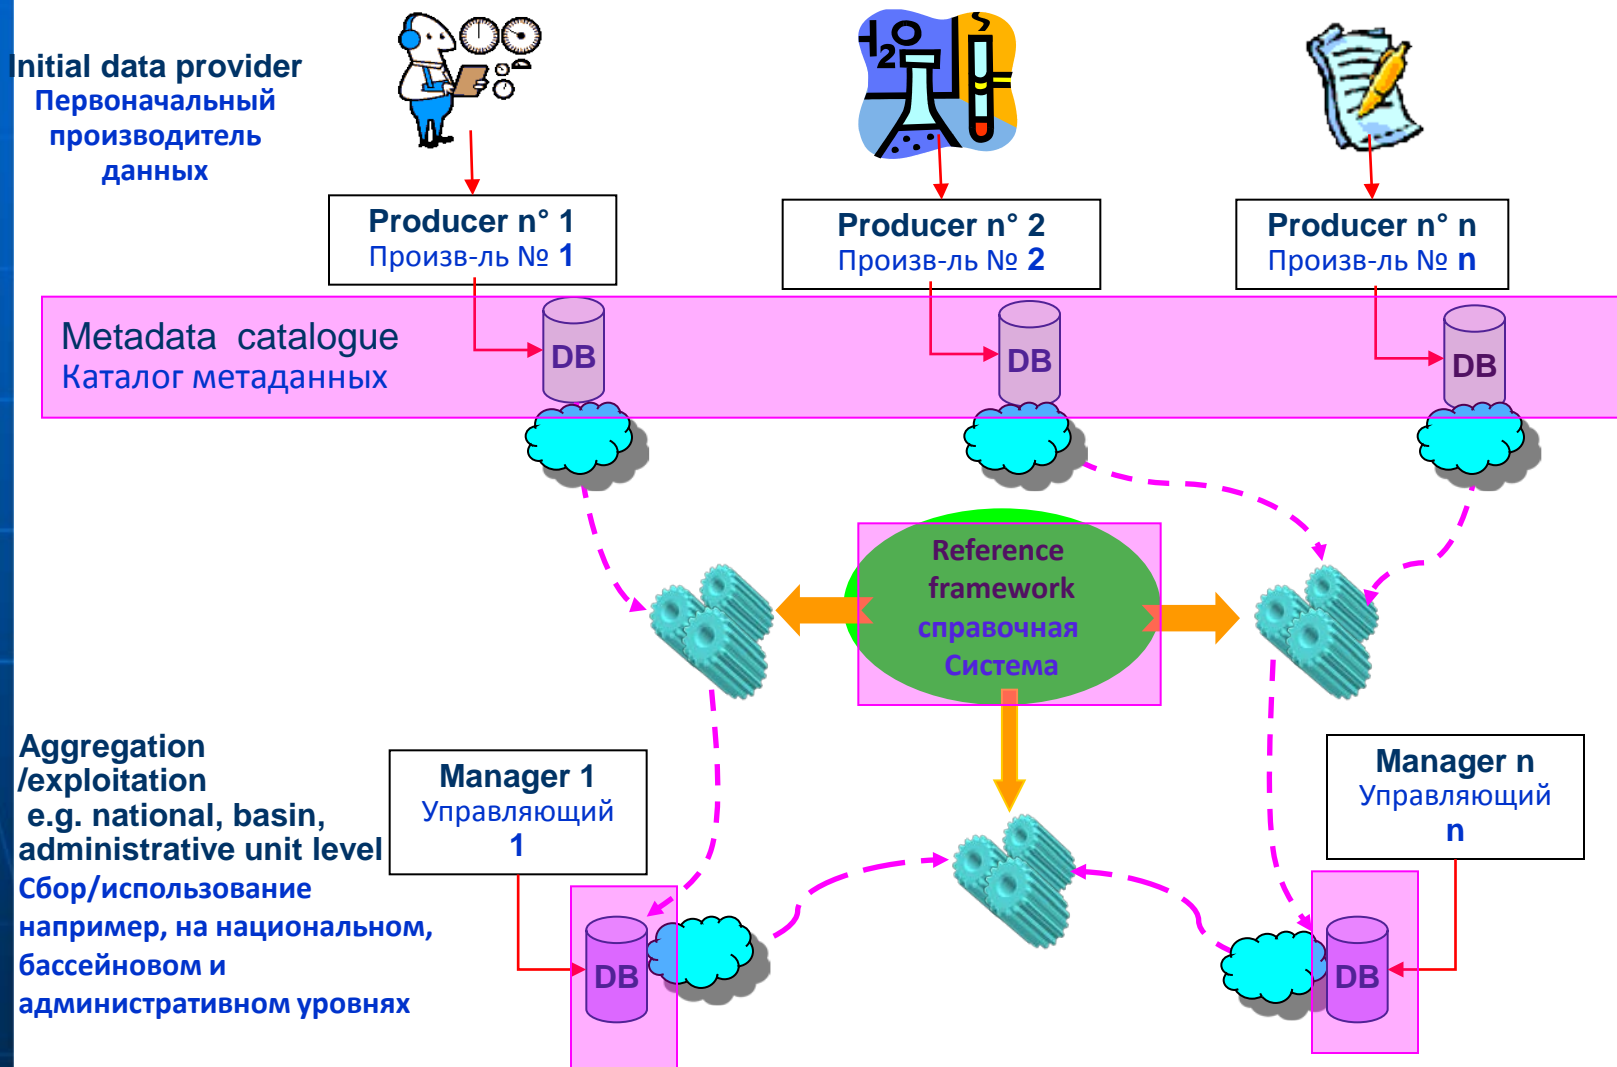 H2O S
Initial data provider
Первоначальный
производитель
данных
Producer n° 1
Произв-ль № 1
Producer n° 2
Произв-ль № 2
Producer n° n
Произв-ль № n
Metadata catalogue
Каталог метаданных
DB
DB
DB
Reference
framework
справочная
Система
Aggregation
/exploitation
e.g. national, basin,
administrative unit level
Сбор/использование
например, на национальном,
бассейновом и
административном уровнях
Manager 1
Управляющий
1
Manager n
Управляющий
n
DB
DB